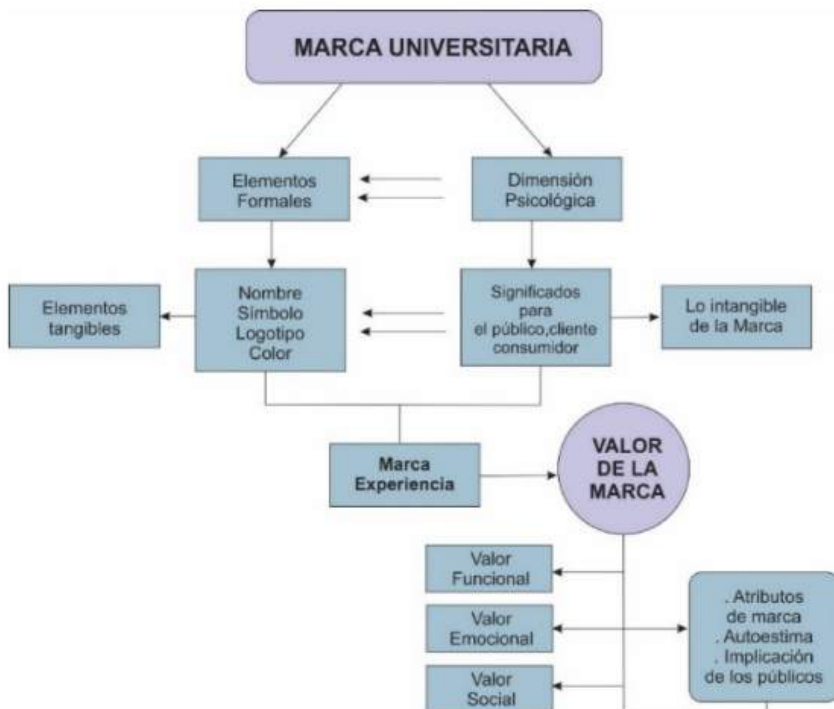 MARCA UNIVERSITARIA
Elementos
Formales
Dimensión
Psicológica
Elementos
tangibles
Nombre
Símbolo
Logotipo
Color
Significados
para
el público,cliente
consumidor
Lo intangible
de la Marca
Marca
Experiencia
VALOR
DE LA
MARCA
Valor
Funcional
Valor
Emocional
Valor
Social
. Atributos
de marca
. Autoestima
. Implicación
de los públicos